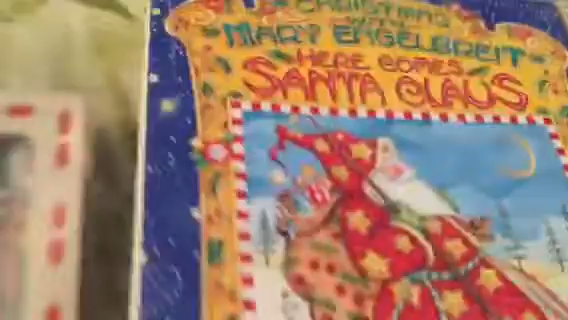 CHRISTMAS
WITH
MARY ENGELBREIT
HERE COMES
SANTA CLAUS